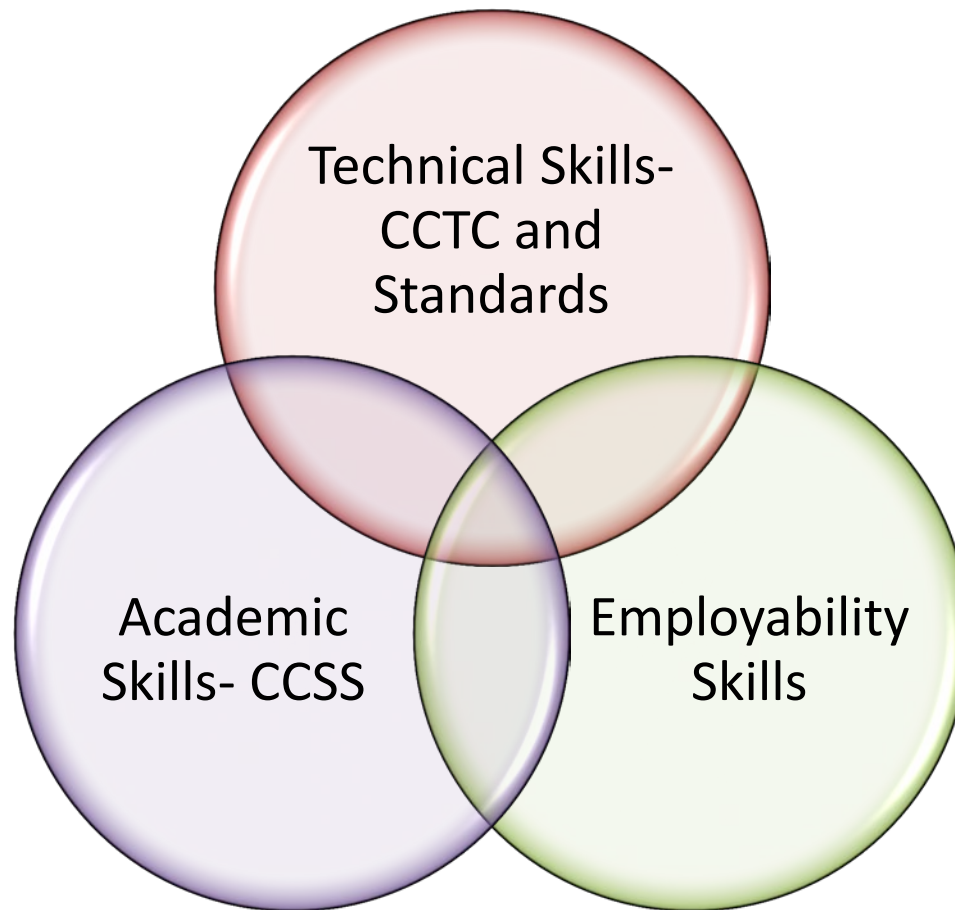 Technical Skills-
CCTC and
Standards
Academic
Skills- CCSS
Employability
Skills